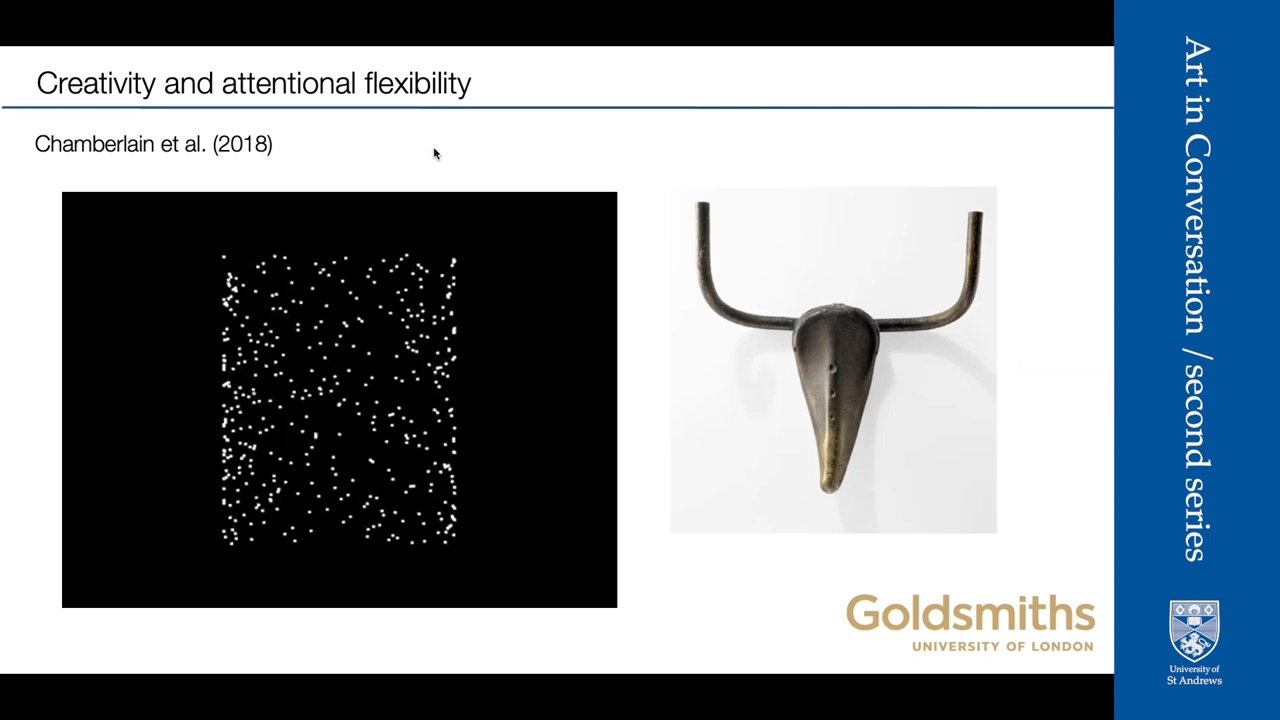 Creativity and attentional flexibility
Chamberlain et al. (2018)
Goldsmiths
UNIVERSITY OF LONDON
Art in Conversation / second series
University of
St Andrews